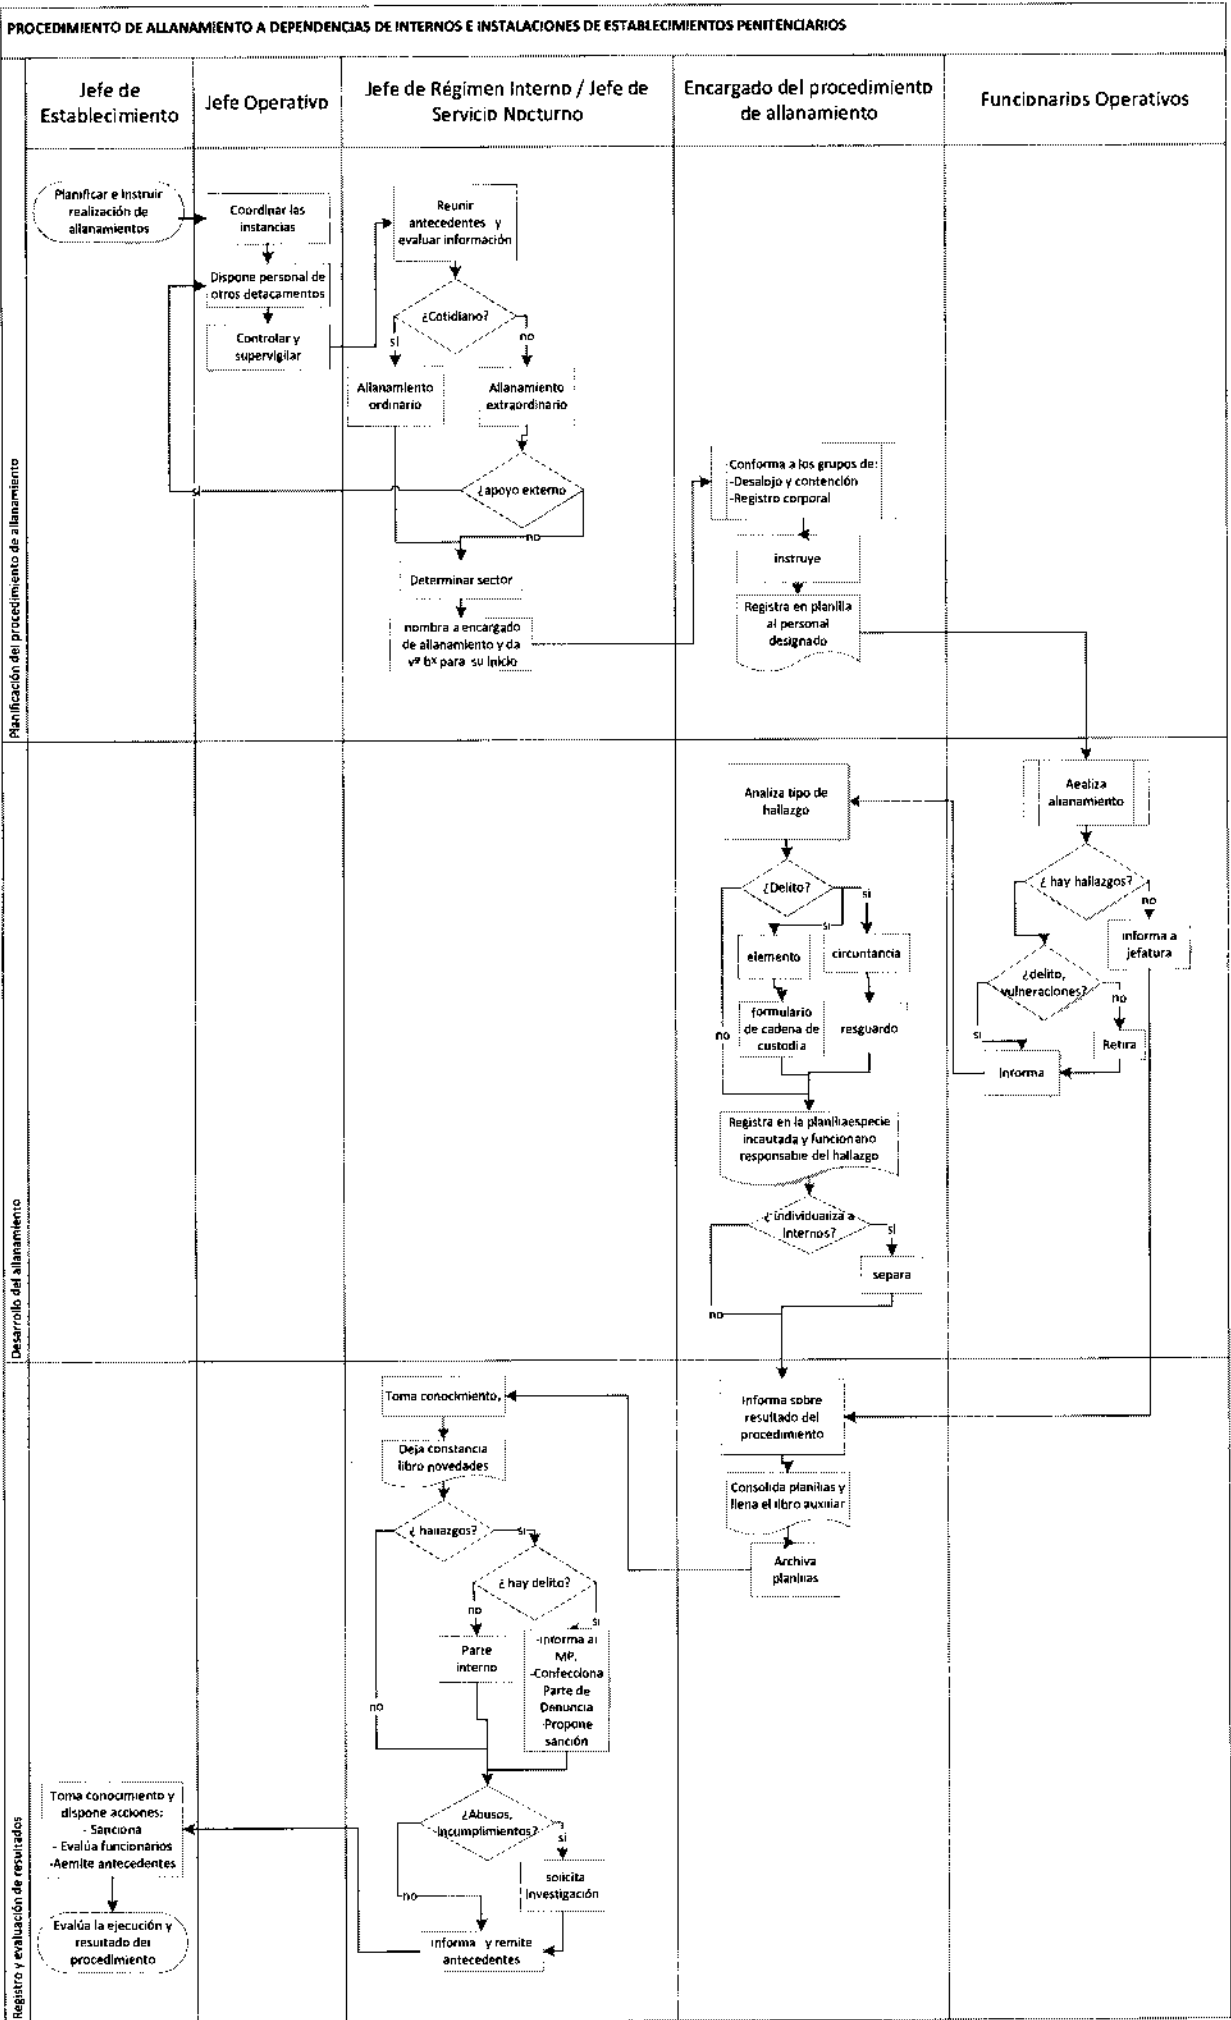 PROCEDIMIENTO DE ALLANAMIENTO A DEPENDENCIAS DE INTERNOS E INSTALACIONES DE ESTABLECIMIENTOS PENITENCIARIOS
Jefe de
Establecimiento
Jefe Operativo
Jefe de Régimen Interno / Jefe de
Servicio Nocturno
Encargado del procedimiento
de allanamiento
Funcionarios Operativos
Planificación del procedimiento de allanamiento
Planificar e instruir
realización de
allanamientos
Coordinar las
instancias
Dispone personal de
otros detacamentos
Controlar y
supervigilar
Reunir
antecedentes y
evaluar información
¿Cotidiano?
si
no
Allanamiento
ordinario
Allanamiento
extraordinario
¿apoyo externo
si
no
Determinar sector
nombra a encargado
de allanamiento y da
vº bº para su inicio
Conforma a los grupos de:
-Desalojo y contención
-Registro corporal
instruye
Registra en planilla
al personal
designado
Desarrollo del allanamiento
Realiza
allanamiento
¿ hay hallazgos?
no
informa a
jefatura
¿delito,
vulneraciones?
si
no
Retira
Informa
Analiza tipo de
hallazgo
¿Delito?
si
si
no
elemento
circuntancia
formulario
de cadena de
custodia
resguardo
Registra en la planillaespecie
incautada y funcionario
responsable del hallazgo
¿individualiza a
internos?
si
no
separa
Registro y evaluación de resultados
Informa sobre
resultado del
procedimiento
Consolida planillas y
llena el libro auxiliar
Archiva
planillas
Toma conocimiento,
Deja constancia
libro novedades
¿ hallazgos?
si
no
¿ hay delito?
no
si
Parte
interno
-Informa al
MP.
-Confecciona
Parte de
Denuncia
-Propone
sanción
¿Abusos,
incumplimientos?
si
no
solicita
investigación
informa y remite
antecedentes
Toma conocimiento y
dispone acciones:
- Sanciona
- Evalúa funcionarios
-Remite antecedentes
Evalúa la ejecución y
resultado del
procedimiento